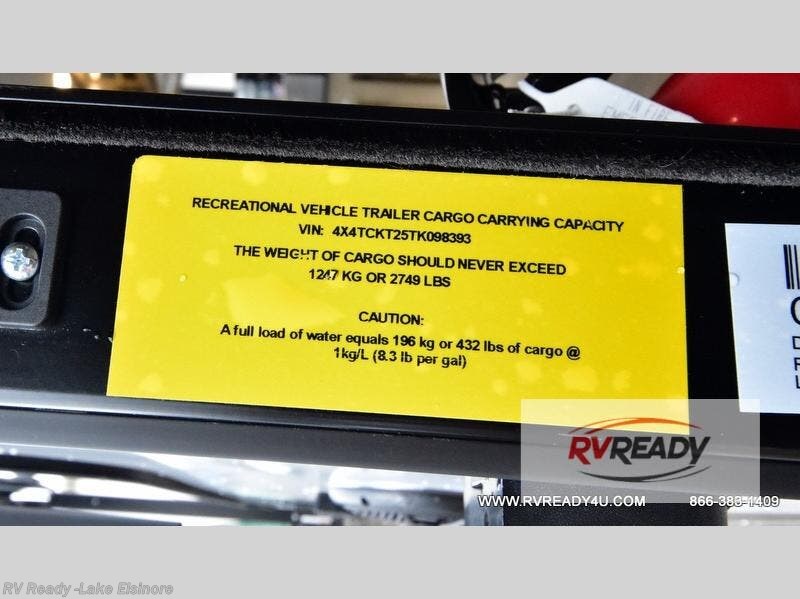 RECREATIONAL VEHICLE TRAILER CARGO CARRYING CAPACITY
VIN: 4X4TCKT25TK098393
THE WEIGHT OF CARGO SHOULD NEVER EXCEED
1247 KG OR 2749 LBS
CAUTION:
A full load of water equals 196 kg or 432 lbs of cargo @
1kg/L (8.3 lb per gal)
RVREADY
WWW.RVREADY4U.COM 866-383-1409
RV Ready -Lake Elsinore